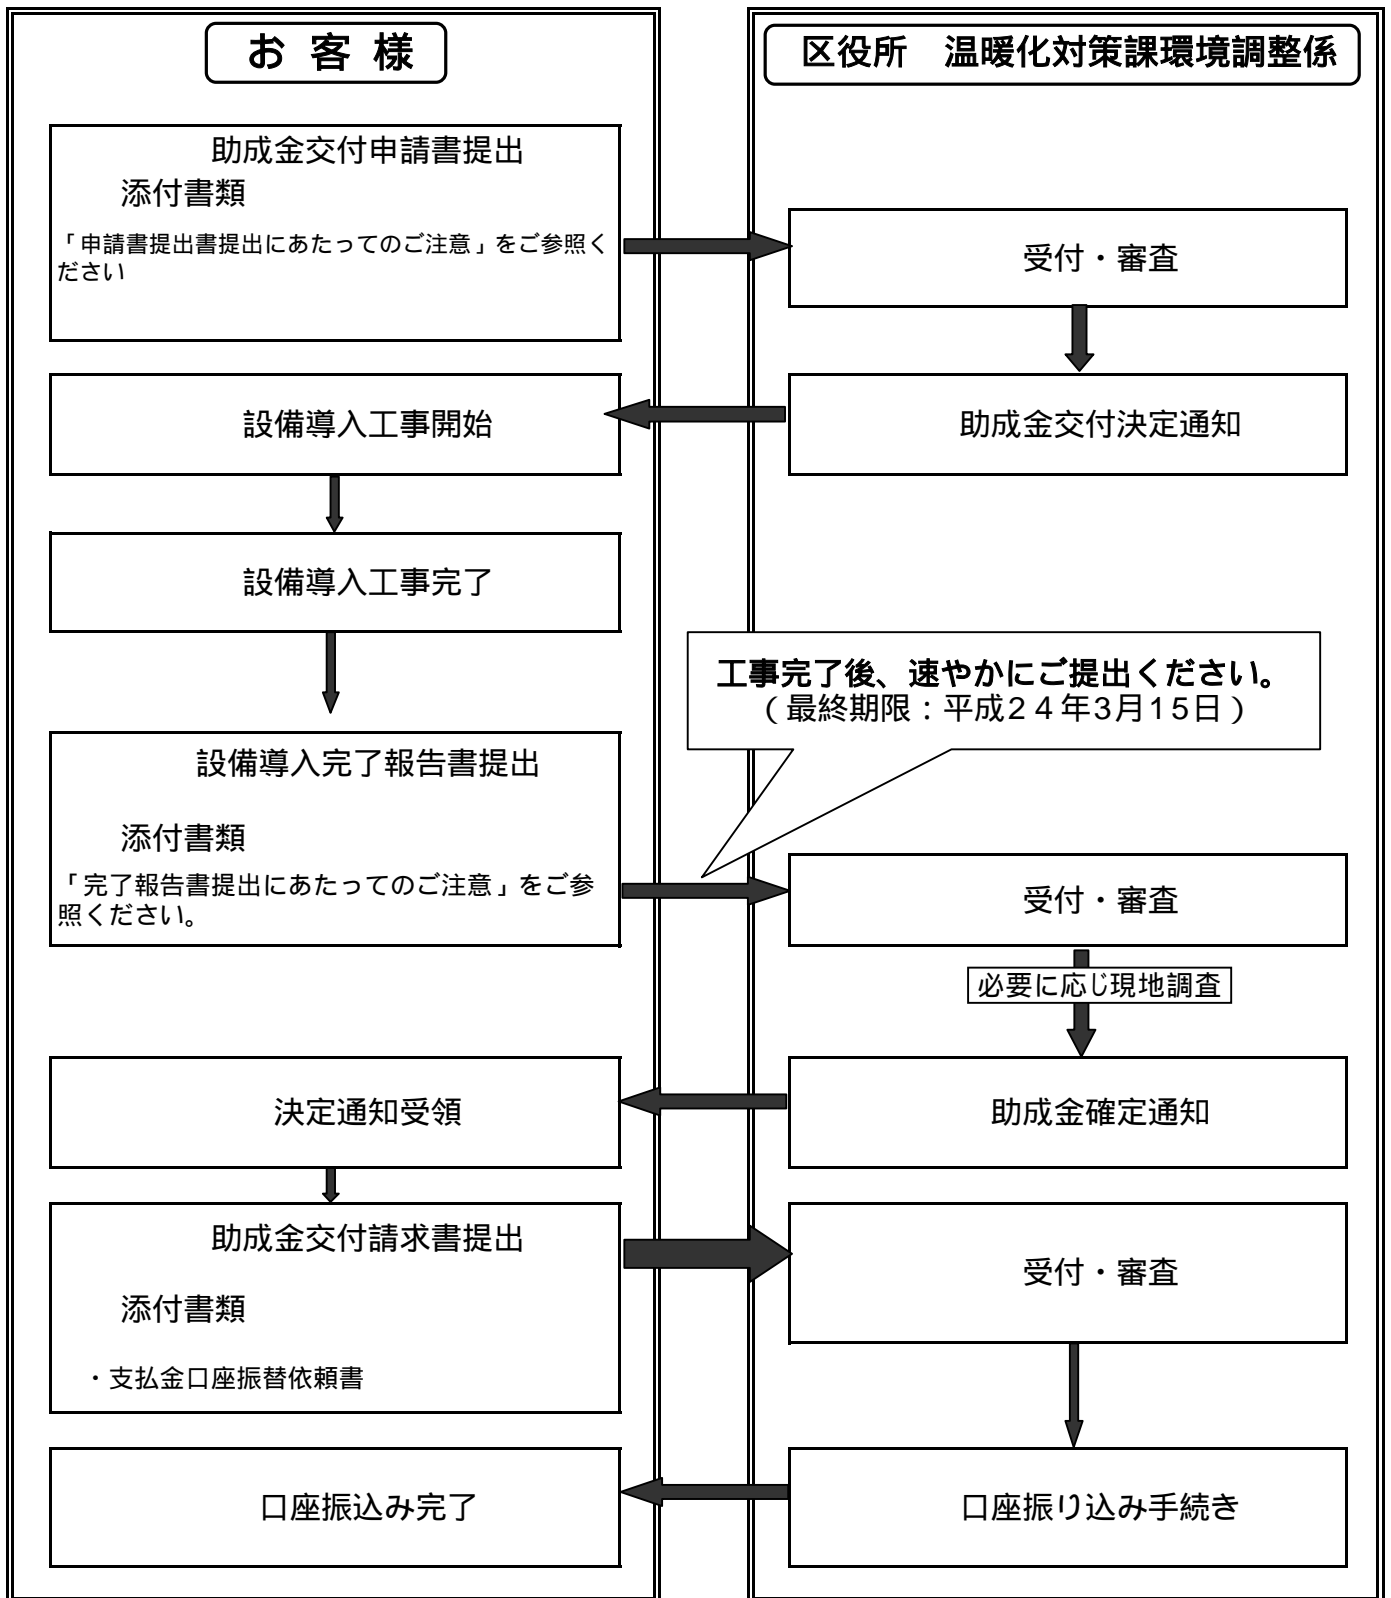 お 客 様
区役所　温暖化対策課環境調整係
助成金交付申請書提出
添付書類
「申請書提出書提出にあたってのご注意」をご参照く
ださい
受付・審査
助成金交付決定通知
設備導入工事開始
設備導入工事完了
工事完了後、速やかにご提出ください。
（最終期限：平成２４年3月15日）
設備導入完了報告書提出
添付書類
「完了報告書提出にあたってのご注意」をご参
照ください。
受付・審査
必要に応じ現地調査
助成金確定通知
決定通知受領
助成金交付請求書提出
添付書類
・支払金口座振替依頼書
受付・審査
口座振り込み手続き
口座振込み完了